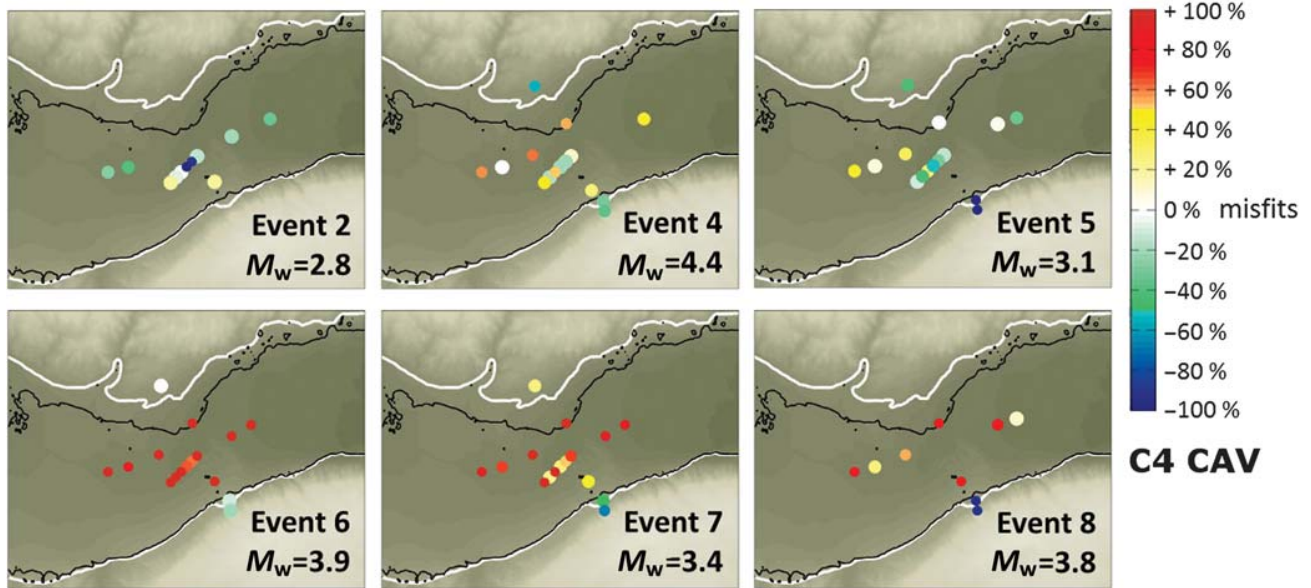 Event 2
Mw=2.8
Event 4
Mw=4.4
Event 5
Mw=3.1
Event 6
Mw=3.9
Event 7
Mw=3.4
Event 8
Mw=3.8
+ 100 %
+ 80 %
+ 60 %
+ 40 %
+ 20 %
0 % misfits
−20 %
−40 %
−60 %
−80 %
−100 %
C4 CAV